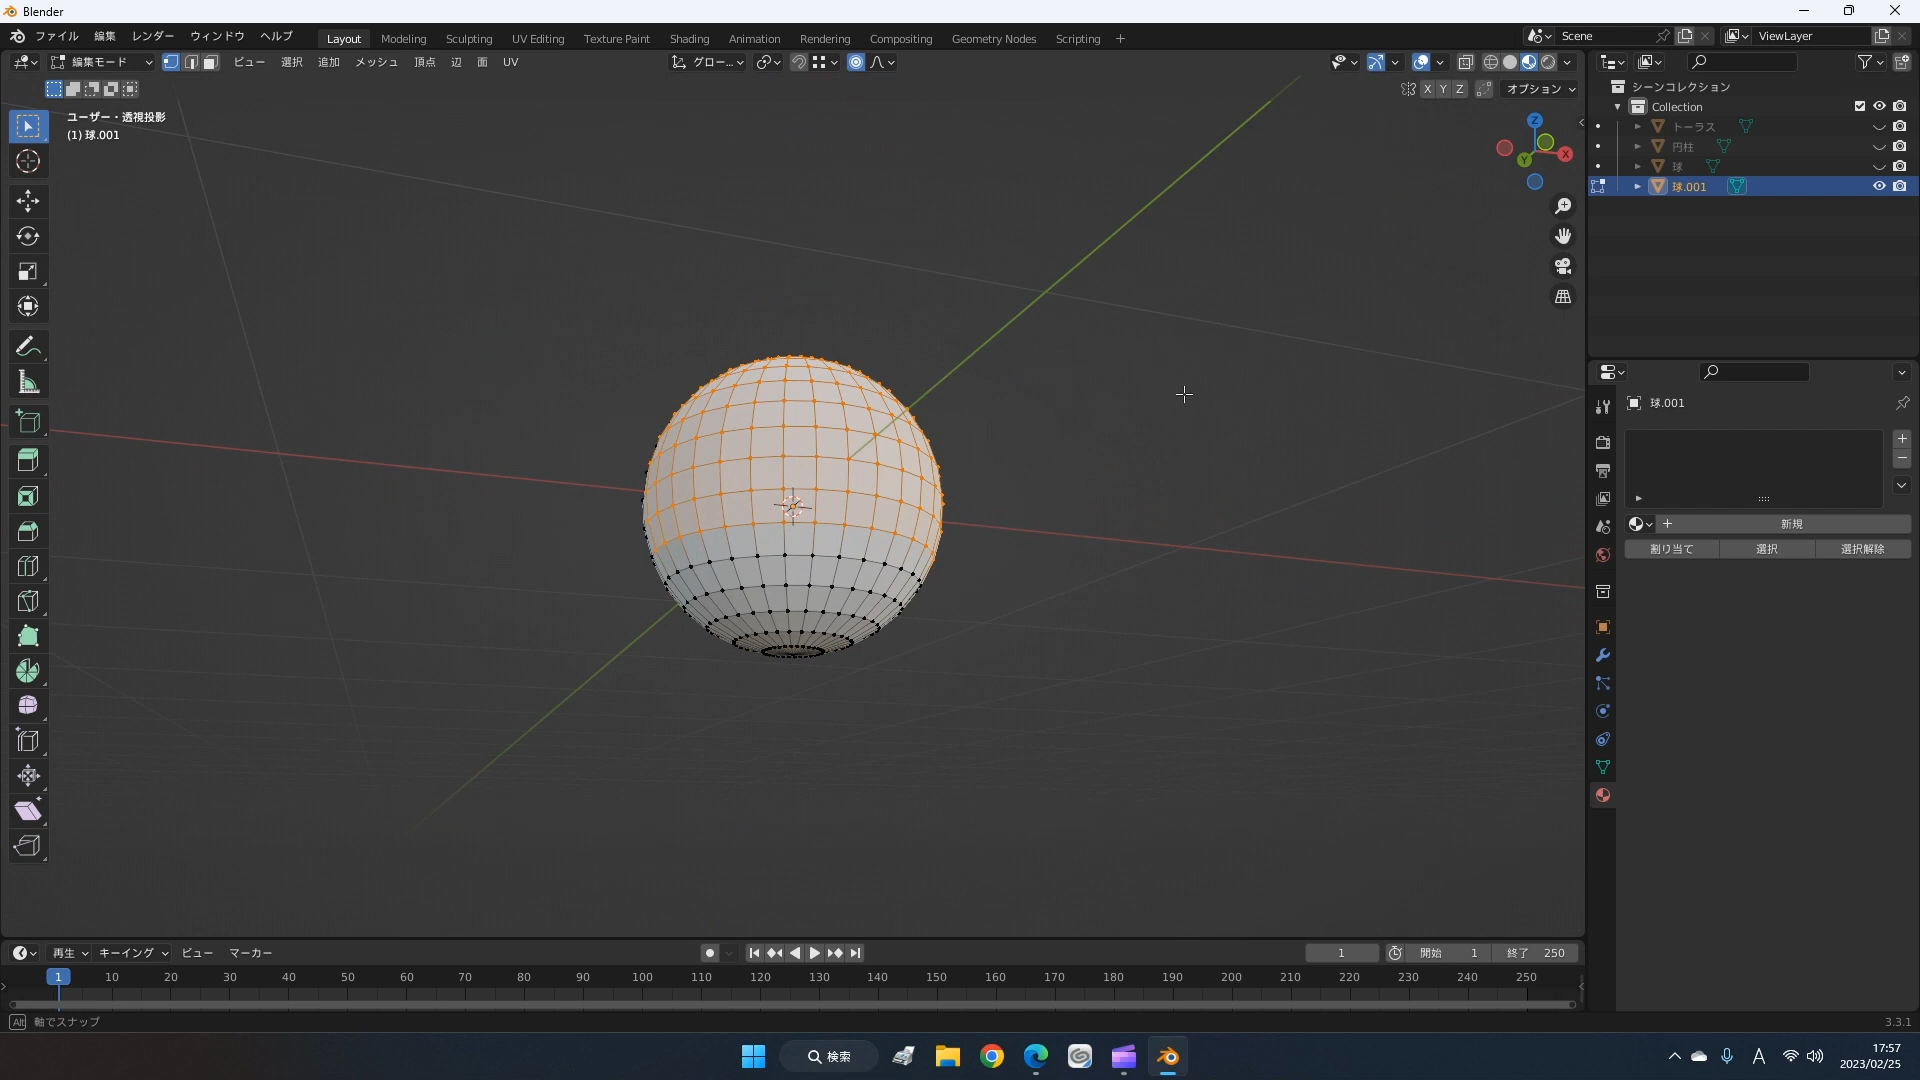 Blender
ファイル 編集 レンダー ウィンドウ ヘルプ Layout Modeling Sculpting UV Editing Texture Paint Shading Animation Rendering Compositing Geometry Nodes Scripting + Scene ViewLayer
編集モード ビュー 選択 追加 メッシュ 頂点 辺 面 UV グロー...
X Y Z オプション
ユーザー・透視投影
(1) 球.001
Z
X
Y
シーンコレクション
Collection
トーラス
円柱
球
球.001
球.001
新規
割り当て 選択 選択解除
再生 キーイング ビュー マーカー 1 開始 1 終了 250
1 10 20 30 40 50 60 70 80 90 100 110 120 130 140 150 160 170 180 190 200 210 220 230 240 250
Alt 軸でスナップ 3.3.1
検索 A 17:57
2023/02/25